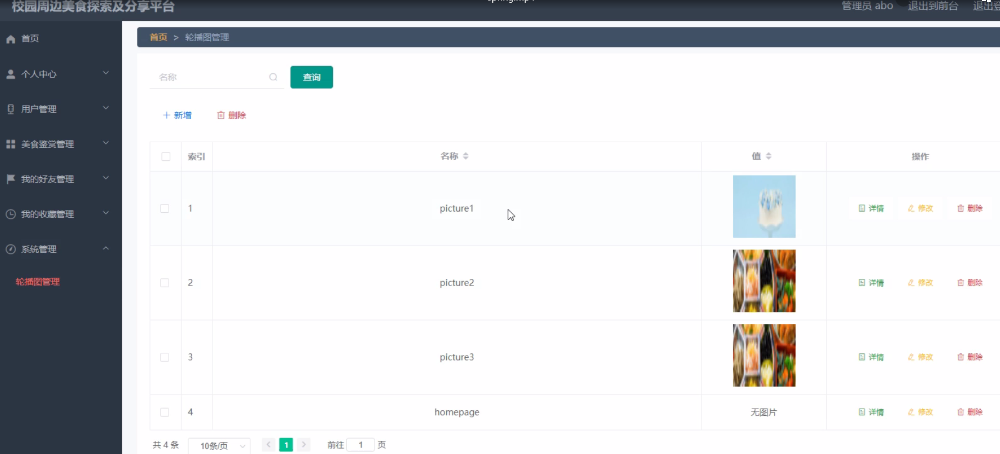 校园周边美食探索及分享平台
管理员 abo 退出到前台
首页
首页 > 轮播图管理
个人中心
名称 查询
用户管理
新增 删除
美食鉴赏管理
索引 名称 值 操作
我的好友管理
1 picture1 详情 修改 删除
我的收藏管理
系统管理
轮播图管理
2 picture2 详情 修改 删除
3 picture3 详情 修改 删除
4 homepage 无图片 详情 修改 删除
共 4 条 10条/页 < 1 > 前往 1 页